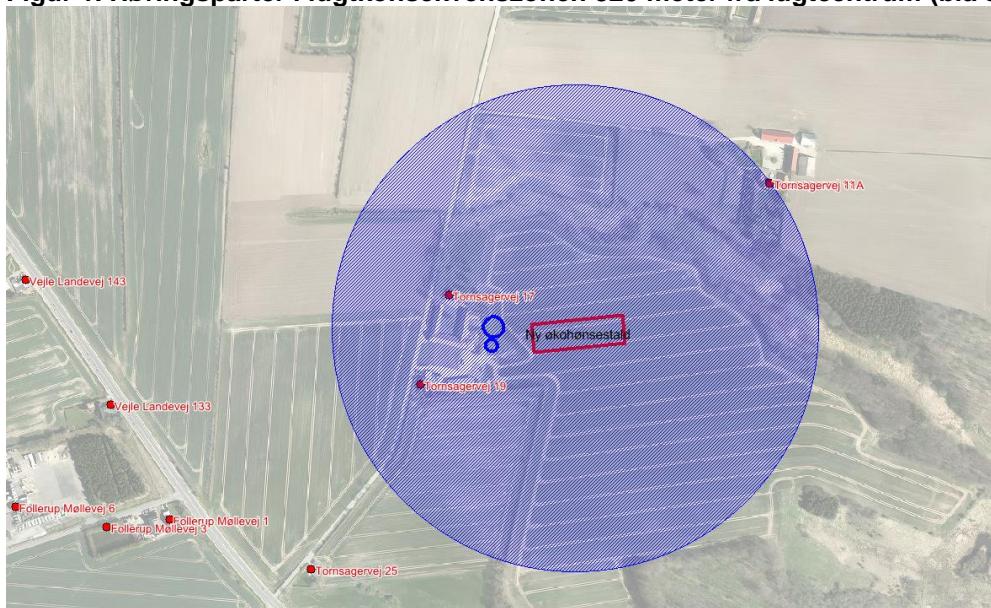 Tornsagervej 11A
Vejle Landevej 143
Tornsagervej 17
Ny økohønsestald
Tornsagervej 19
Vejle Landevej 133
Follerup Møllevej 6
Follerup Møllevej 1
Follerup Møllevej 3
Tornsagervej 25